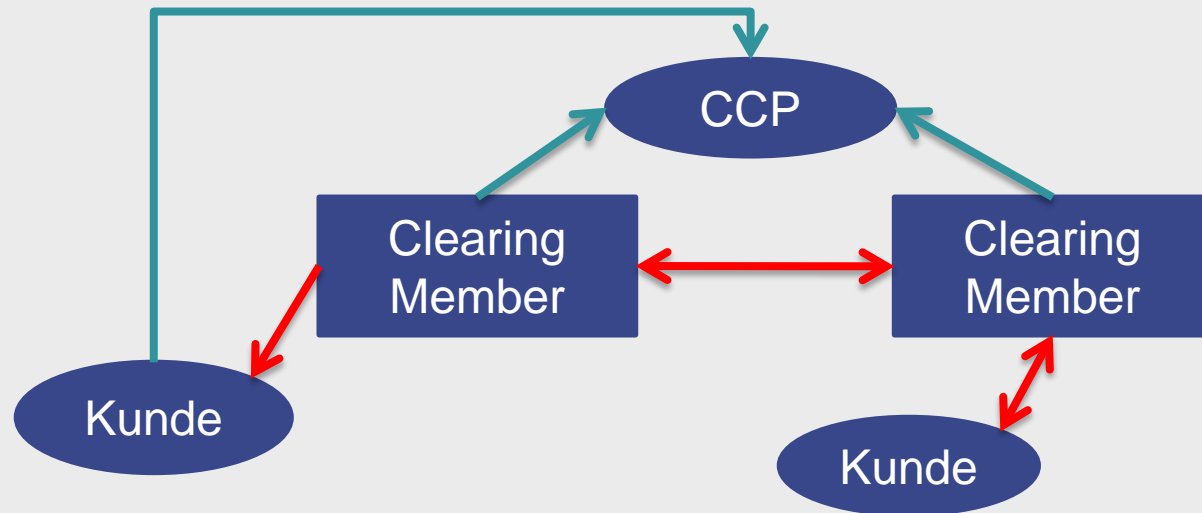 CCP
Clearing
Member
Clearing
Member
Kunde
Kunde